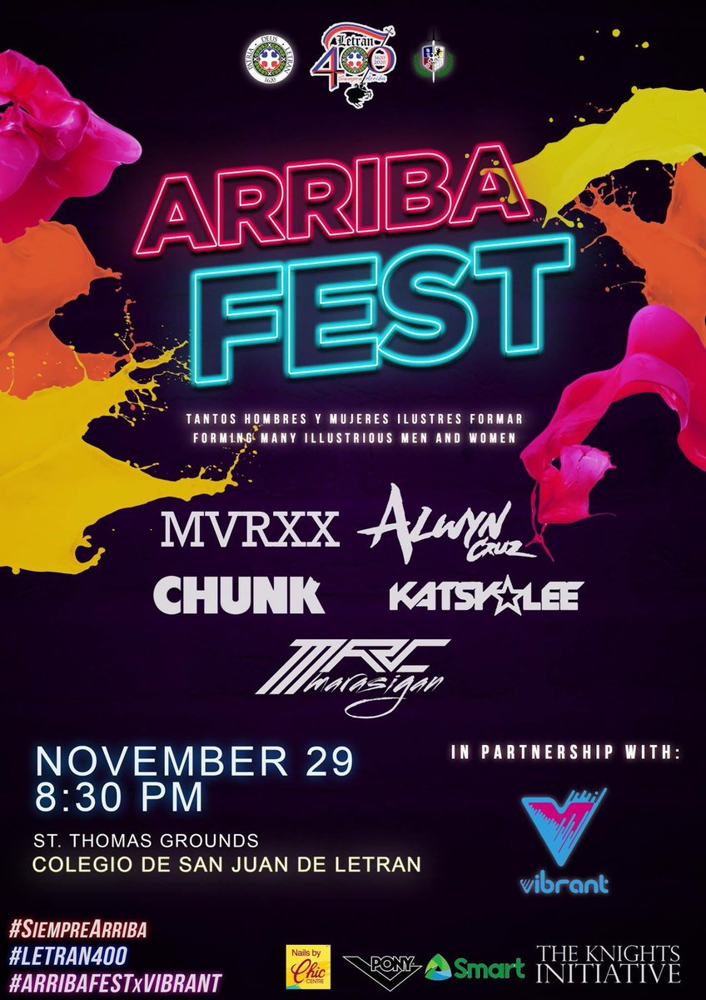 PATRIA DEUS LETRAN
1620
Letran
400
1620
2020
Siempre Arriba
ARRIBA
FEST
TANTOS HOMBRES Y MUJERES ILUSTRES FORMAR
FORMING MANY ILLUSTRIOUS MEN AND WOMEN
MVRXX
ALWYN CRUZ
CHUNK
KATSY LEE
MRC marasigan
NOVEMBER 29
8:30 PM
ST. THOMAS GROUNDS
COLEGIO DE SAN JUAN DE LETRAN
IN PARTNERSHIP WITH:
vibrant
#SIEMPREARRIBA
#LETRAN400
#ARRIBAFESTxVIBRANT
Nails by
Chic
CENTRE
PONY
Smart
THE KNIGHTS
INITIATIVE